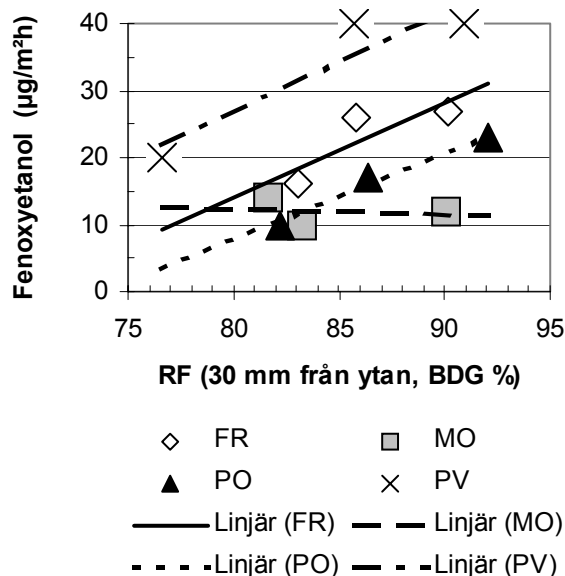 Fenoxyetanol (µg/m²h)
40
30
20
10
0
75 80 85 90 95
RF (30 mm från ytan, BDG %)
FR MO
PO PV
Linjär (FR) Linjär (MO)
Linjär (PO) Linjär (PV)